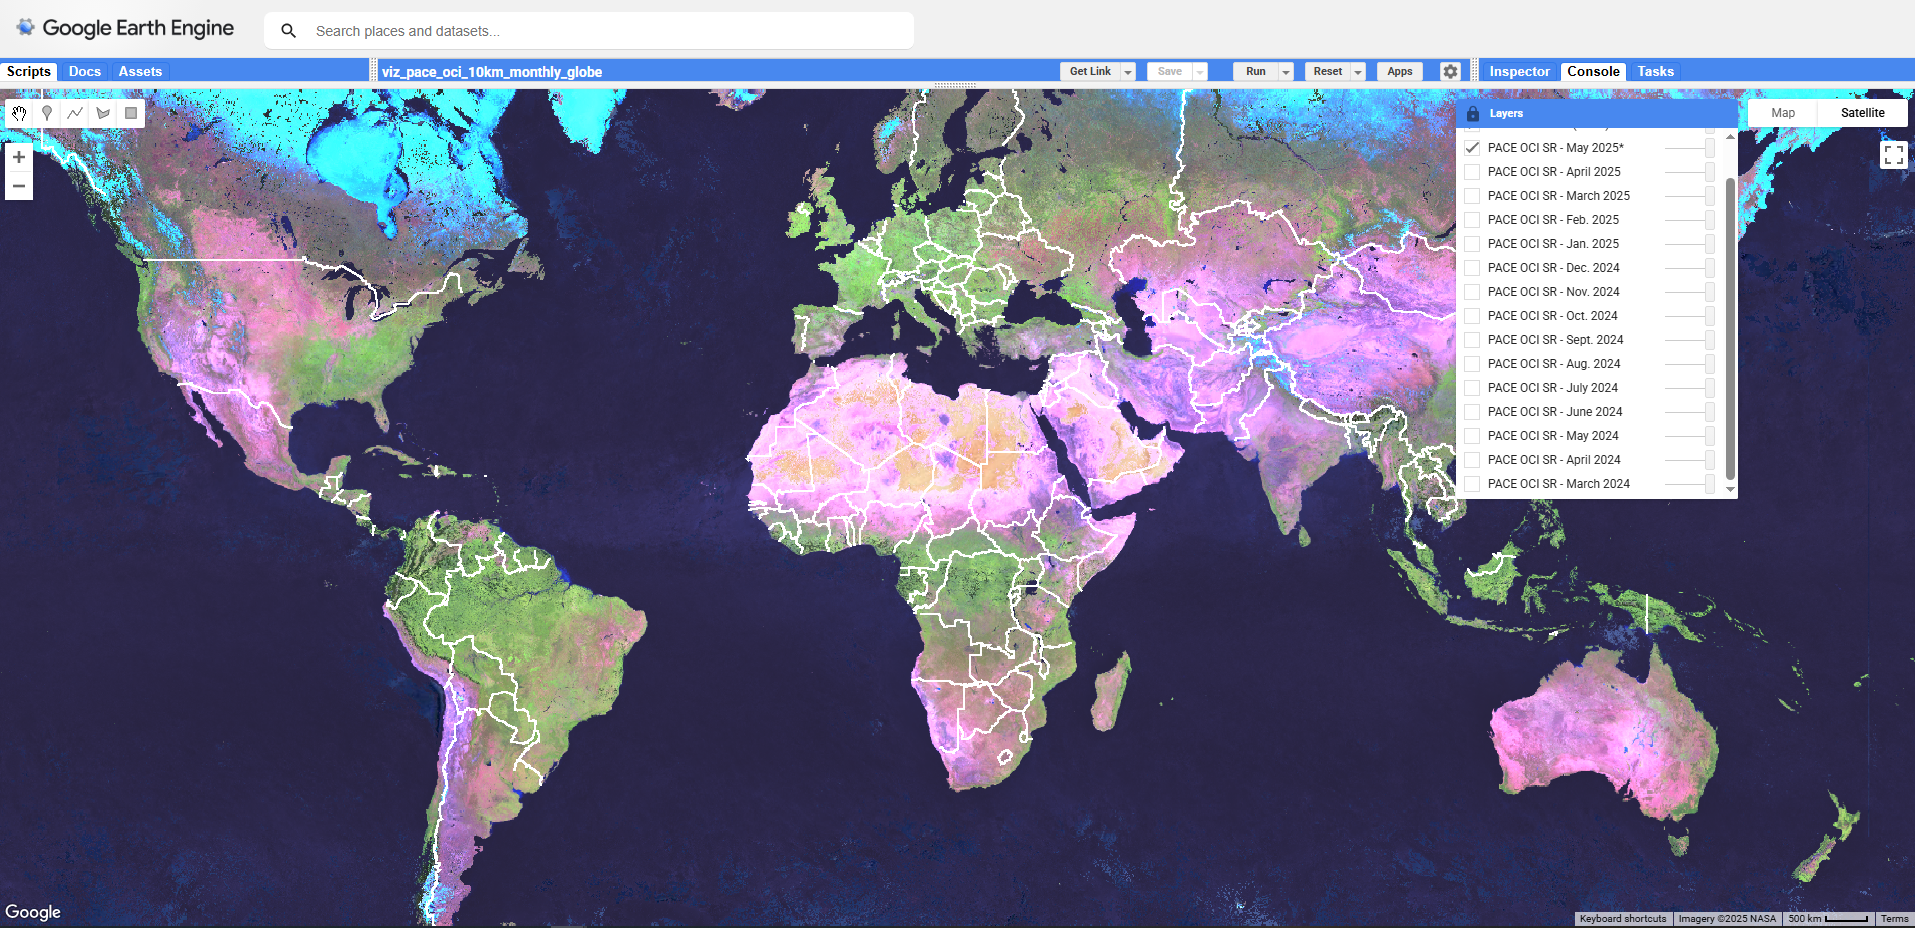 Google Earth Engine
Search places and datasets...
Scripts Docs Assets
viz_pace_oci_10km_monthly_globe
Get Link Save Run Reset Apps
Inspector Console Tasks
Layers
Map Satellite
PACE OCI SR - May 2025*
PACE OCI SR - April 2025
PACE OCI SR - March 2025
PACE OCI SR - Feb. 2025
PACE OCI SR - Jan. 2025
PACE OCI SR - Dec. 2024
PACE OCI SR - Nov. 2024
PACE OCI SR - Oct. 2024
PACE OCI SR - Sept. 2024
PACE OCI SR - Aug. 2024
PACE OCI SR - July 2024
PACE OCI SR - June 2024
PACE OCI SR - May 2024
PACE OCI SR - April 2024
PACE OCI SR - March 2024
Google
Keyboard shortcuts Imagery ©2025 NASA 500 km Terms